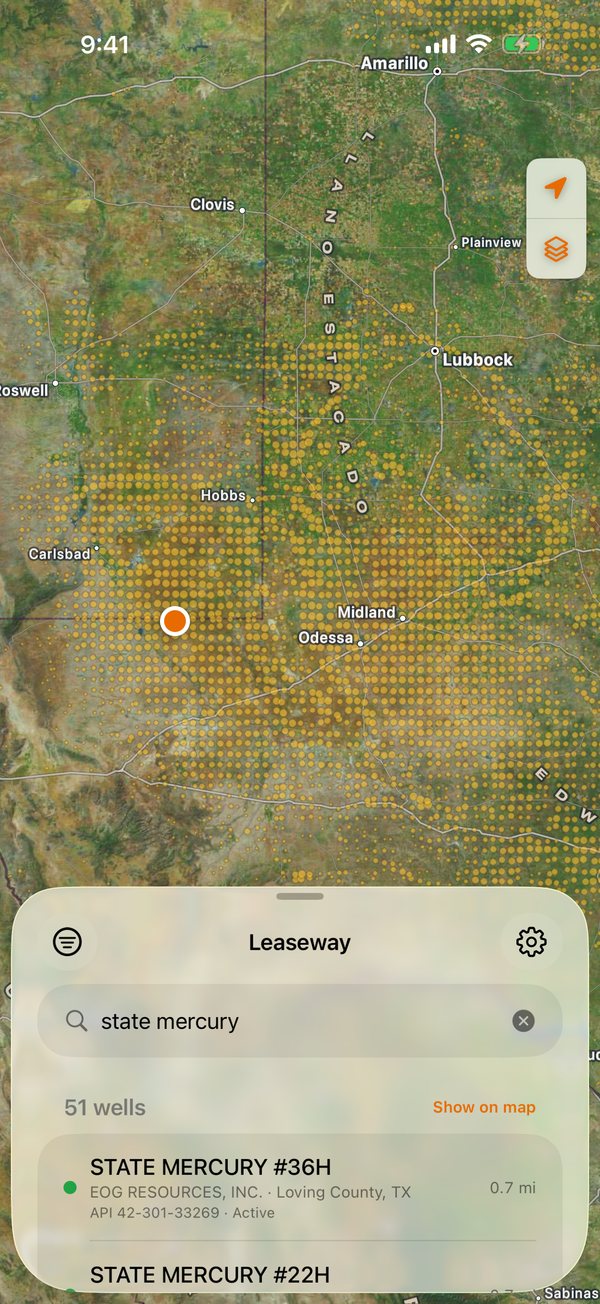 9:41
Amarillo
LLANO ESTACADO
Clovis
Plainview
Lubbock
Roswell
Hobbs
Carlsbad
Midland
Odessa
EDW
Leaseway
state mercury
51 wells
Show on map
STATE MERCURY #36H
EOG RESOURCES, INC. · Loving County, TX
0.7 mi
API 42-301-33269 · Active
STATE MERCURY #22H
Sabinas